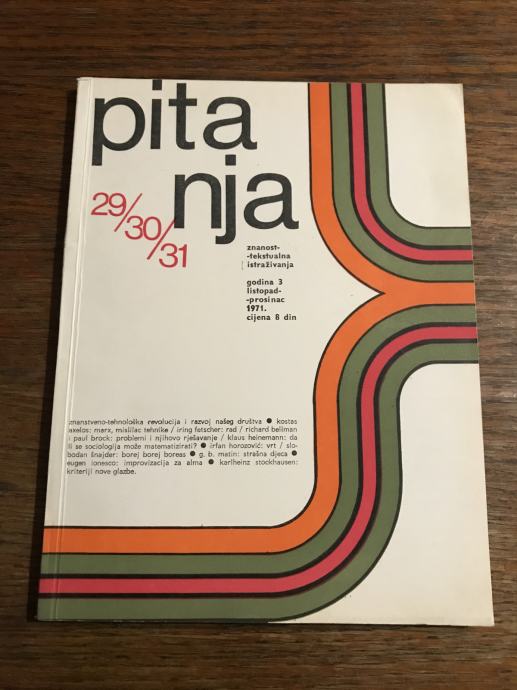 pita
nja
29/30/31
znanost-
-tekstualna
istraživanja
godina 3
listopad-
-prosinac
1971.
cijena 8 din
znanstveno-tehnološka revolucija i razvoj našeg društva ● kostas
axelos: marx, mislilac tehnike / iring fetscher: rad / richard bellman
i paul brock: problemi i njihovo rješavanje / klaus heinemann: da
li se sociologija može matematizirati? ● irfan horozović: vrt / slo-
bodan šnajder: borej borej boreas ● g. b. matin: strašna djeca ●
eugen ionesco: improvizacija za alma ● karlheinz stockhausen:
kriteriji nove glazbe.